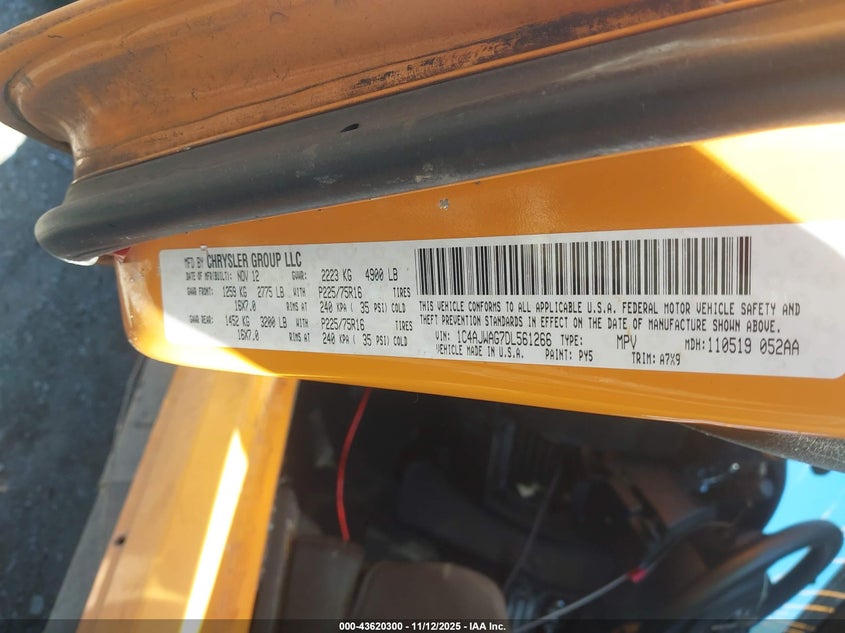 MFD BY CHRYSLER GROUP LLC
DATE OF MFR(BUILT): NOV 12 GVWR: 2223 KG 4900 LB
GAWR FRONT: 1259 KG 2775 LB WITH P225/75R16 TIRES
16X7.0 RIMS AT 240 KPA ( 35 PSI) COLD
GAWR REAR: 1452 KG 3200 LB WITH P225/75R16 TIRES
16X7.0 RIMS AT 240 KPA ( 35 PSI) COLD
THIS VEHICLE CONFORMS TO ALL APPLICABLE U.S.A. FEDERAL MOTOR VEHICLE SAFETY AND
THEFT PREVENTION STANDARDS IN EFFECT ON THE DATE OF MANUFACTURE SHOWN ABOVE.
VIN: 1C4AJWAG7DL561266 TYPE: MPV MDH:110519 052AA
VEHICLE MADE IN U.S.A. PAINT: PY5 TRIM: A7X9
000-43620300 - 11/12/2025 - IAA Inc.